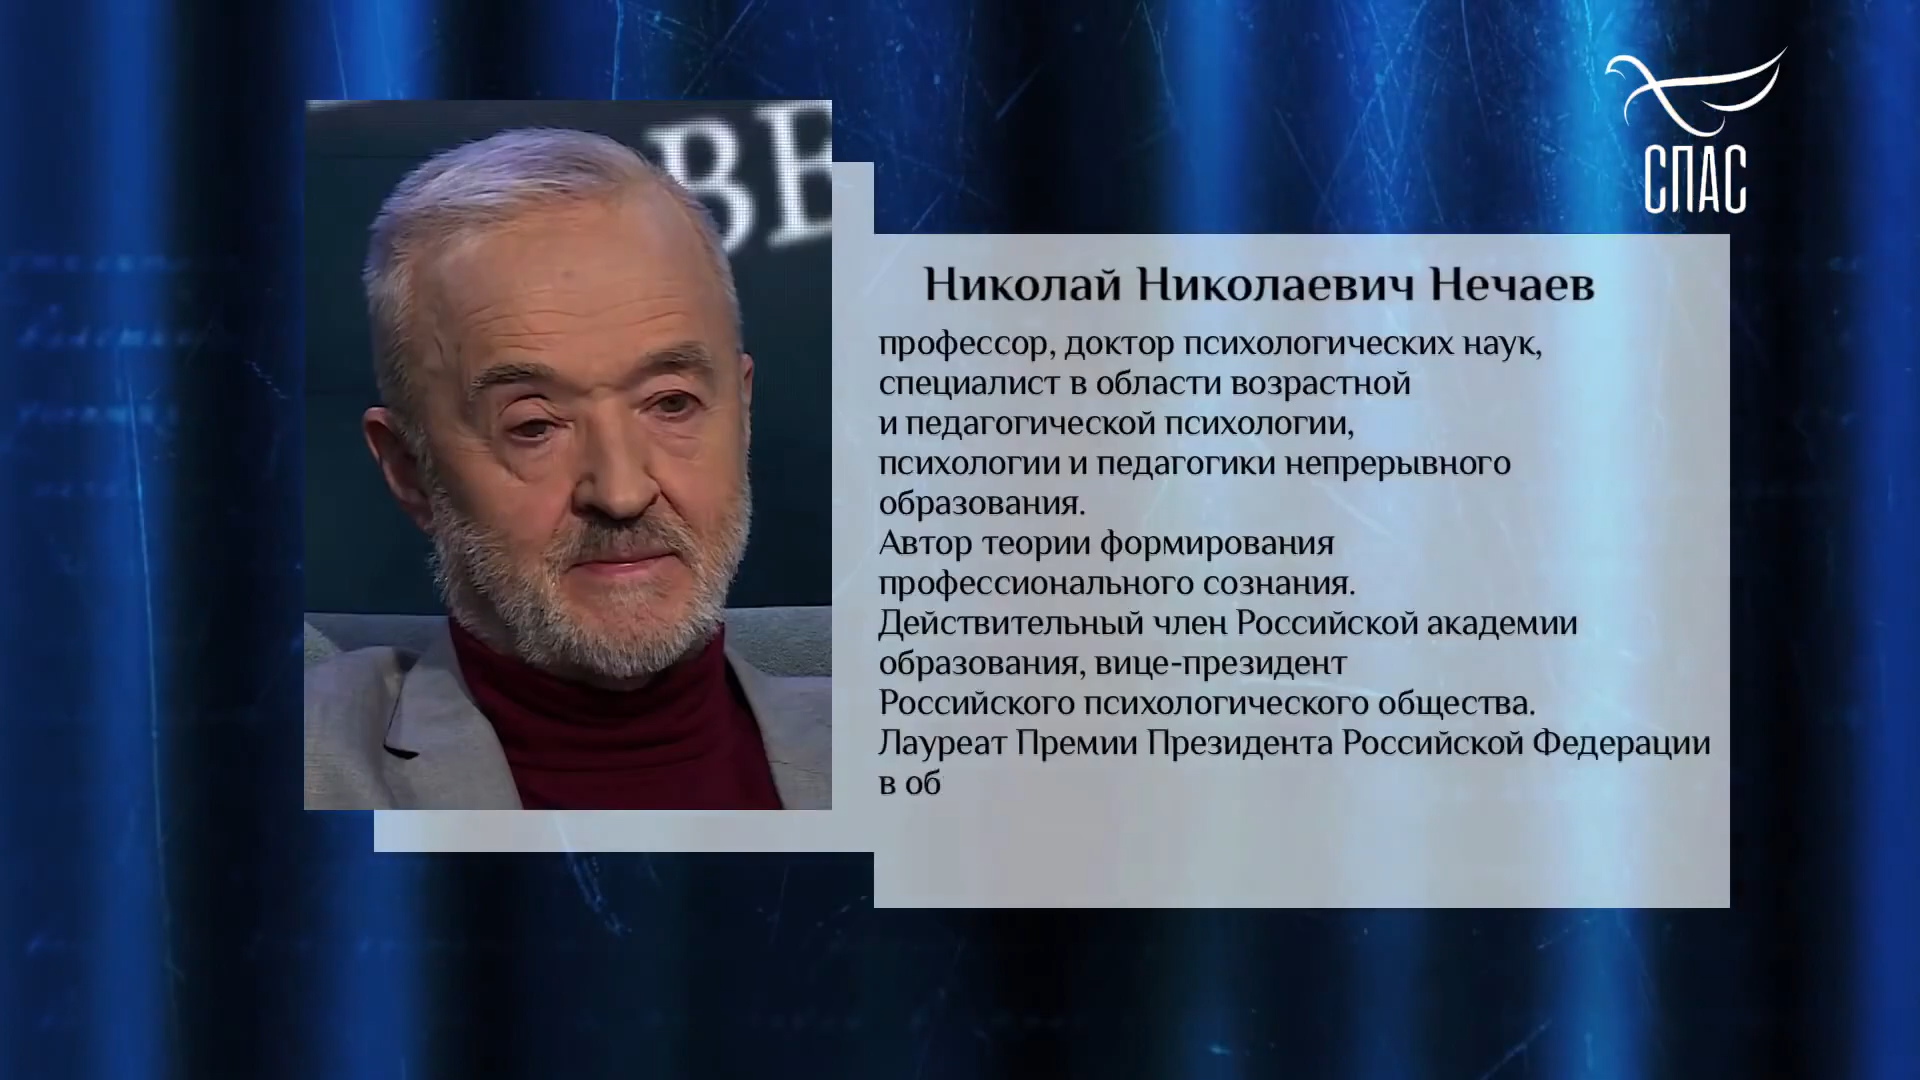 ВЕ
СПАС
Николай Николаевич Нечаев
профессор, доктор психологических наук,
специалист в области возрастной
и педагогической психологии,
психологии и педагогики непрерывного
образования.
Автор теории формирования
профессионального сознания.
Действительный член Российской академии
образования, вице-президент
Российского психологического общества.
Лауреат Премии Президента Российской Федерации
в об